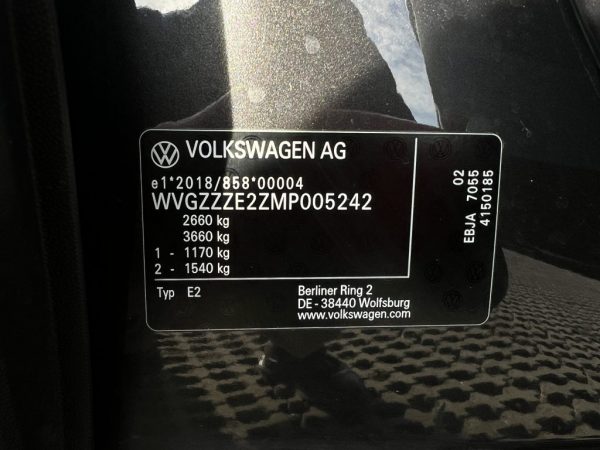 VOLKSWAGEN AG
e1*2018/858*00004
WVGZZZE2ZMP005242
2660 kg
3660 kg
1 - 1170 kg
2 - 1540 kg
Typ E2
Berliner Ring 2
DE - 38440 Wolfsburg
www.volkswagen.com
02
EBJA 7055
4150185